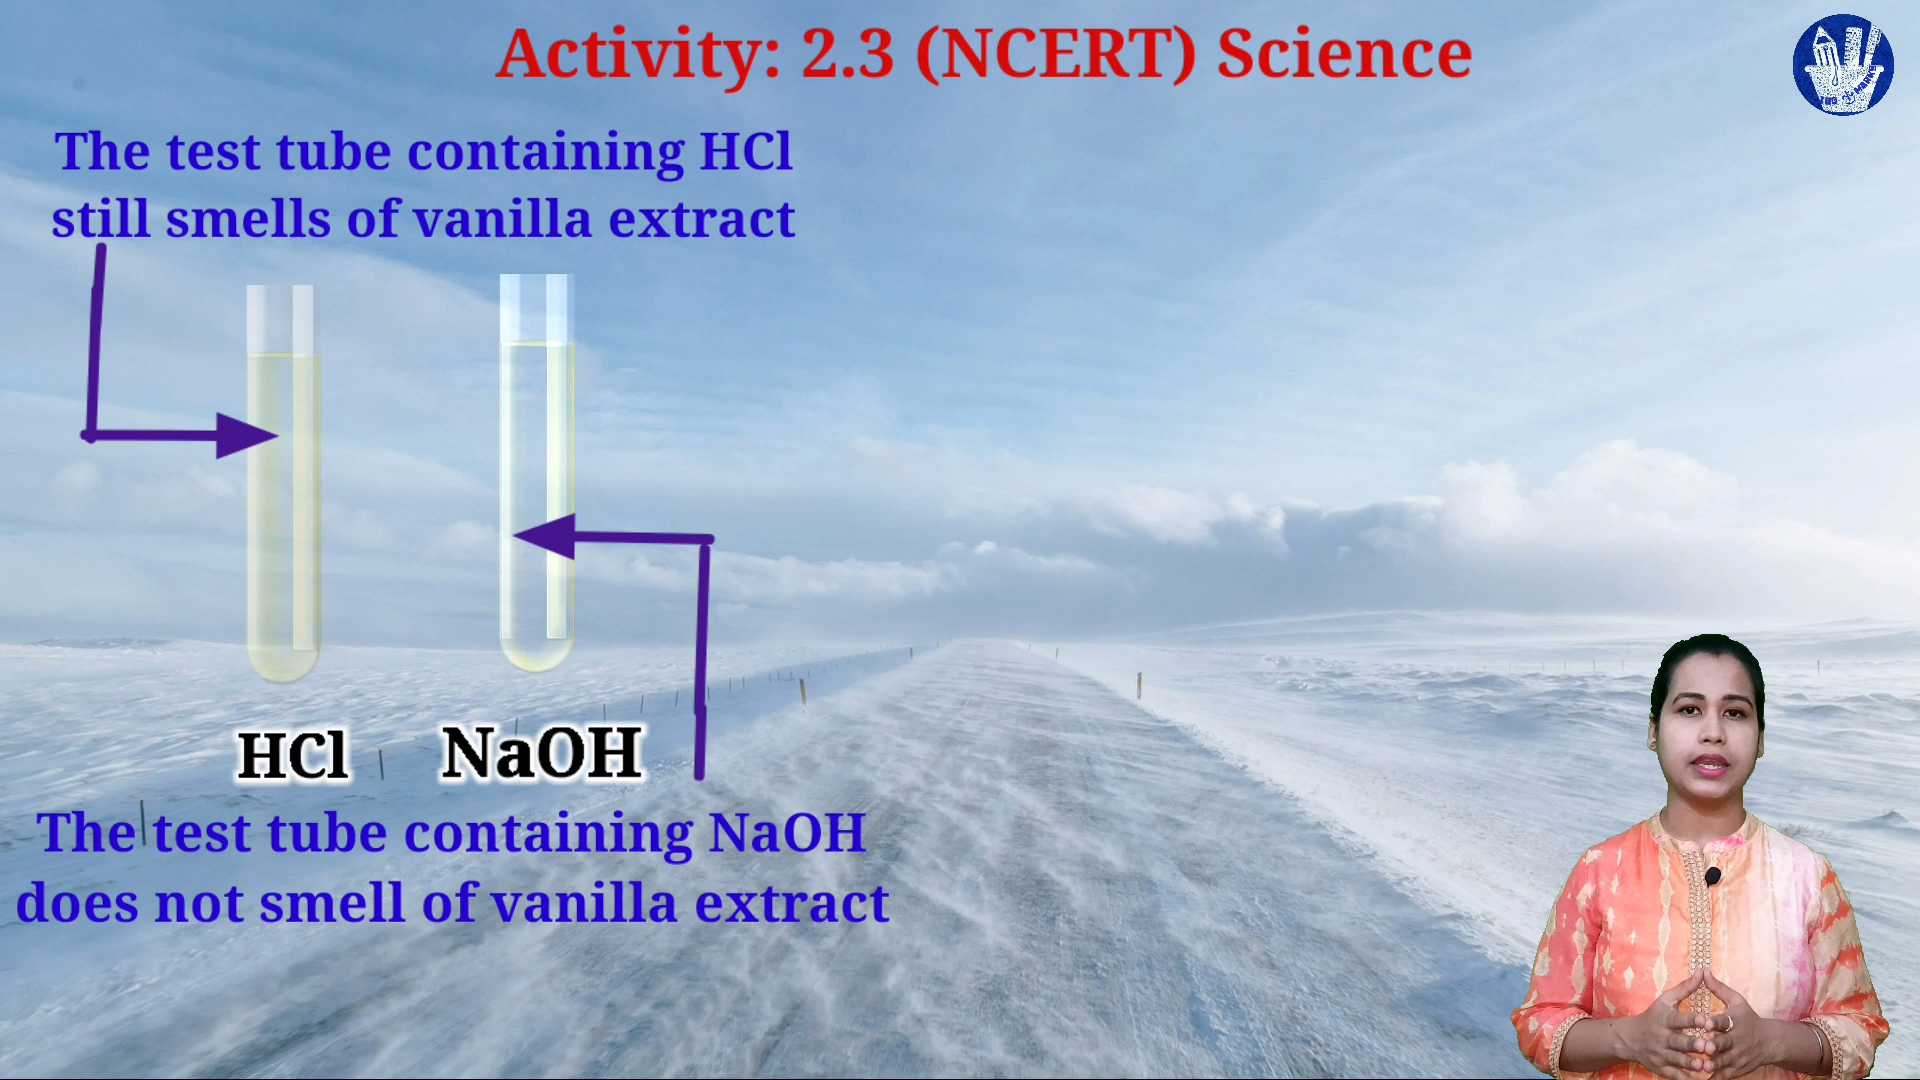 Activity: 2.3 (NCERT) Science
The test tube containing HCl
still smells of vanilla extract
HCl
NaOH
The test tube containing NaOH
does not smell of vanilla extract